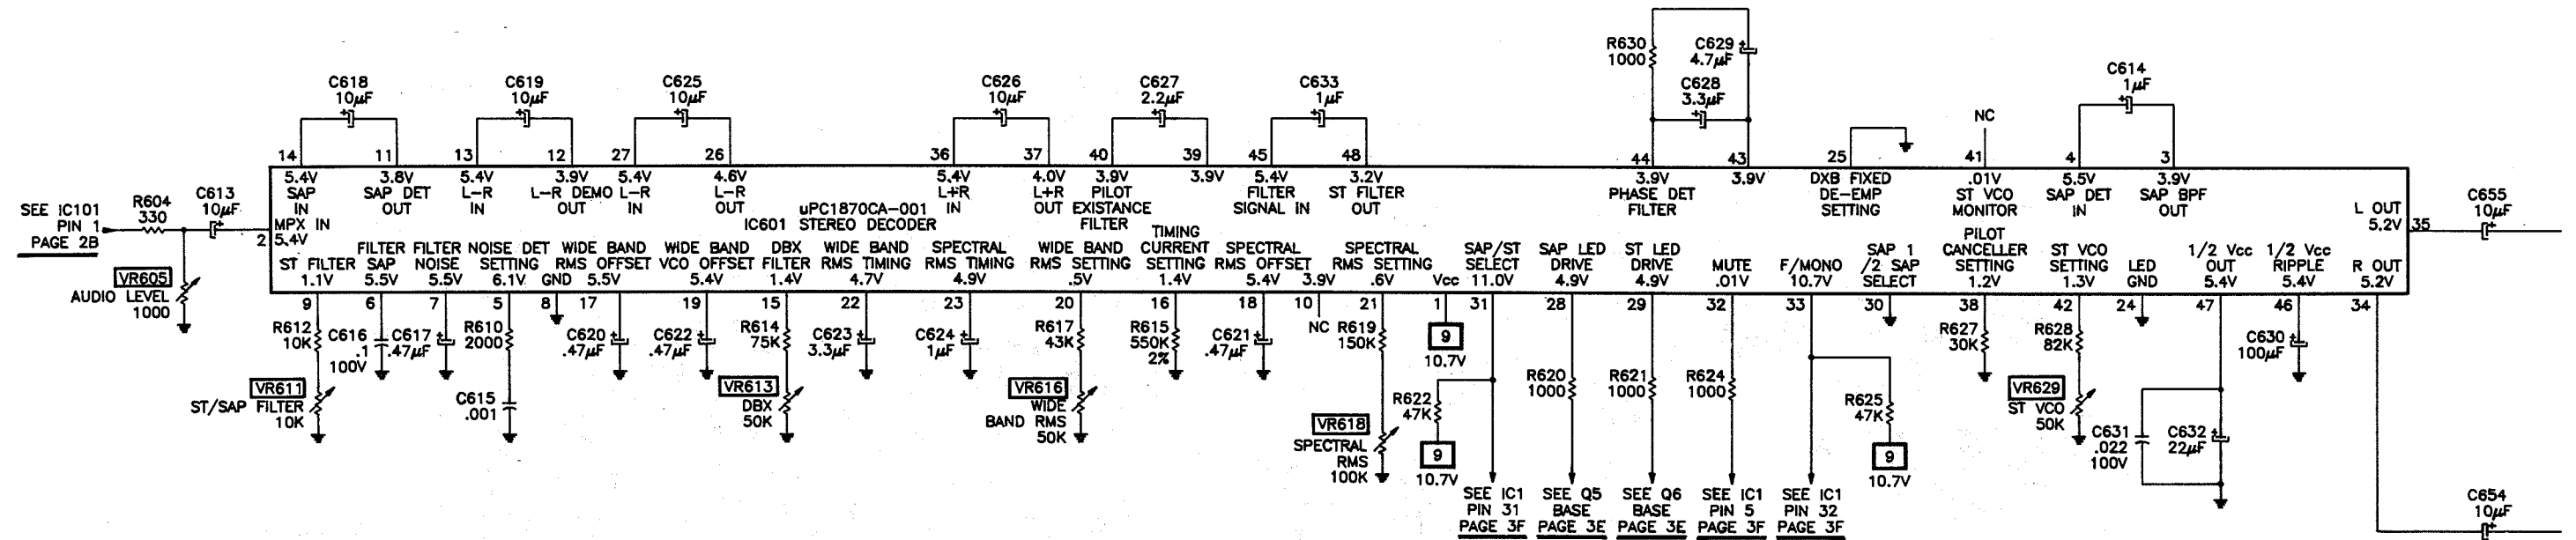 R630
1000
C629
4.7µF
C628
3.3µF
C618
10µF
C619
10µF
C625
10µF
C626
10µF
C627
2.2µF
C633
1µF
C614
1µF
NC
14 11 13 12 27 26 36 37 40 39 45 48 44 43 25 41 4 3
5.4V
SAP
IN
3.8V
SAP DET
OUT
5.4V
L-R
IN
3.9V
L-R DEMO
OUT
5.4V
L-R
IN
4.6V
L-R
OUT
5.4V
L+R
IN
4.0V
L+R
OUT
3.9V
PILOT
EXISTANCE
FILTER
3.9V
5.4V
FILTER
SIGNAL IN
3.2V
ST FILTER
OUT
3.9V
PHASE DET
FILTER
3.9V
DXB FIXED
DE-EMP
SETTING
.01V
ST VCO
MONITOR
5.5V
SAP DET
IN
3.9V
SAP BPF
OUT
SEE IC101
PIN 1
PAGE 2B
R604
330
C613
10µF
2
MPX IN
5.4V
uPC1870CA-001
IC601 STEREO DECODER
L OUT
5.2V
35
C655
10µF
VR605
AUDIO LEVEL
1000
ST FILTER
1.1V
FILTER
SAP
5.5V
FILTER
NOISE
5.5V
NOISE DET
SETTING
6.1V
GND
WIDE BAND
RMS OFFSET
5.5V
WIDE BAND
VCO OFFSET
5.4V
DBX
FILTER
1.4V
WIDE BAND
RMS TIMING
4.7V
SPECTRAL
RMS TIMING
4.9V
WIDE BAND
RMS SETTING
.5V
TIMING
CURRENT
SETTING
1.4V
SPECTRAL
RMS OFFSET
5.4V
3.9V
SPECTRAL
RMS SETTING
.6V
Vcc
SAP/ST
SELECT
11.0V
SAP LED
DRIVE
4.9V
ST LED
DRIVE
4.9V
MUTE
.01V
F/MONO
10.7V
SAP 1
/2 SAP
SELECT
PILOT
CANCELLER
SETTING
1.2V
ST VCO
SETTING
1.3V
LED
GND
1/2 Vcc
OUT
5.4V
1/2 Vcc
RIPPLE
5.4V
R OUT
5.2V
9 6 7 5 8 17 19 15 22 23 20 16 18 10 21 1 31 28 29 32 33 30 38 42 24 47 46 34
R612
10K
C616
.1
100V
C617
.47µF
R610
2000
C620
.47µF
C622
.47µF
R614
75K
C623
3.3µF
C624
1µF
R617
43K
R615
550K
2%
C621
.47µF
NC
R619
150K
9
10.7V
R627
30K
R628
82K
C630
100µF
VR611
ST/SAP FILTER
10K
C615
.001
VR613
DBX
50K
VR616
WIDE
BAND RMS
50K
VR618
SPECTRAL
RMS
100K
R622
47K
9
10.7V
R620
1000
R621
1000
R624
1000
R625
47K
9
10.7V
VR629
ST VCO
50K
C631
.022
100V
C632
22µF
SEE IC1
PIN 31
PAGE 3F
SEE Q5
BASE
PAGE 3E
SEE Q6
BASE
PAGE 3E
SEE IC1
PIN 5
PAGE 3F
SEE IC1
PIN 32
PAGE 3F
C654
10µF